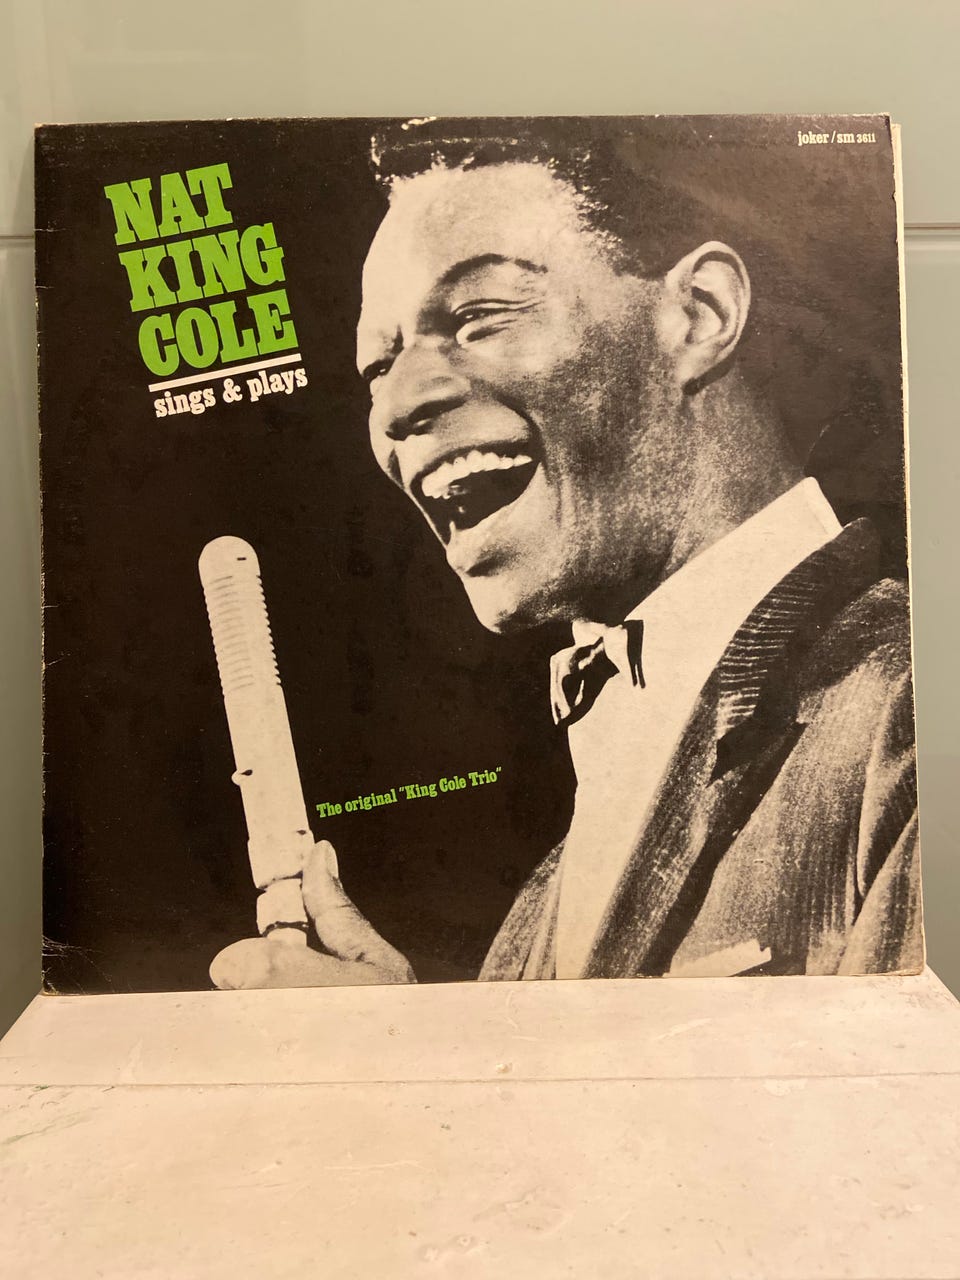 joker / sm 3611
NAT
KING
COLE
sings & plays
The original "King Cole Trio"